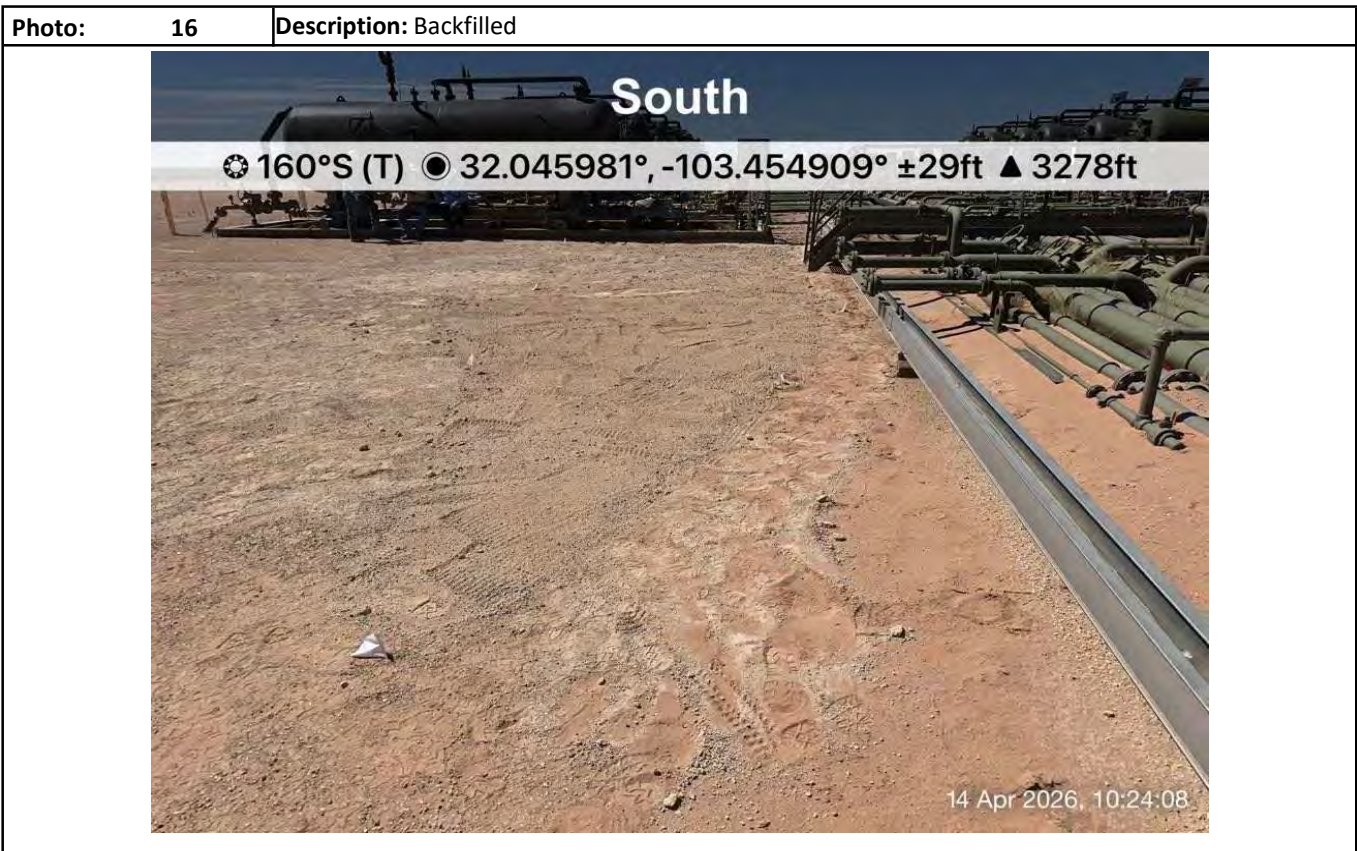 Photo: 16 Description: Backfilled
South
160°S (T) 32.045981°, -103.454909° ±29ft ▲ 3278ft
14 Apr 2026, 10:24:08